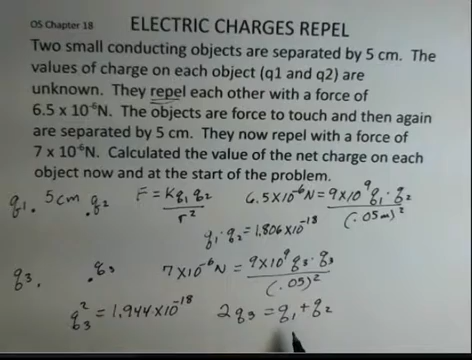 OS Chapter 18 ELECTRIC CHARGES REPEL
Two small conducting objects are separated by 5 cm. The
values of charge on each object (q1 and q2) are
unknown. They repel each other with a force of
6.5 x 10⁻⁶N. The objects are force to touch and then again
are separated by 5 cm. They now repel with a force of
7 x 10⁻⁶N. Calculated the value of the net charge on each
object now and at the start of the problem.
q₁ . 5cm . q₂ F = Kq₁q₂/r² 6.5X10⁻⁶N = 9X10⁹q₁·q₂/(.05m)²
q₁·q₂ = 1.806X10⁻¹⁸
q₃ . . q₃ 7X10⁻⁶N = 9X10⁹q₃·q₃/(.05)²
q₃² = 1.944X10⁻¹⁸ 2q₃ = q₁ + q₂